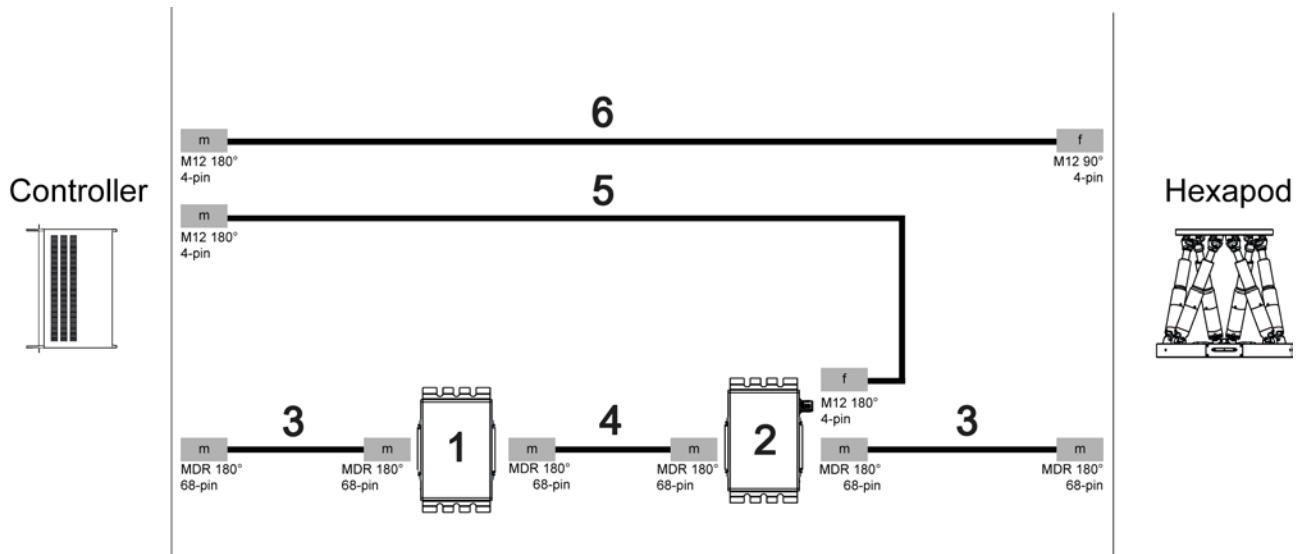 6
m
f
M12 180°
4-pin
M12 90°
4-pin
Controller
5
Hexapod
m
M12 180°
4-pin
f
M12 180°
4-pin
3
1
4
2
3
m
m
m
m
m
m
MDR 180°
68-pin
MDR 180°
68-pin
MDR 180°
68-pin
MDR 180°
68-pin
MDR 180°
68-pin
MDR 180°
68-pin